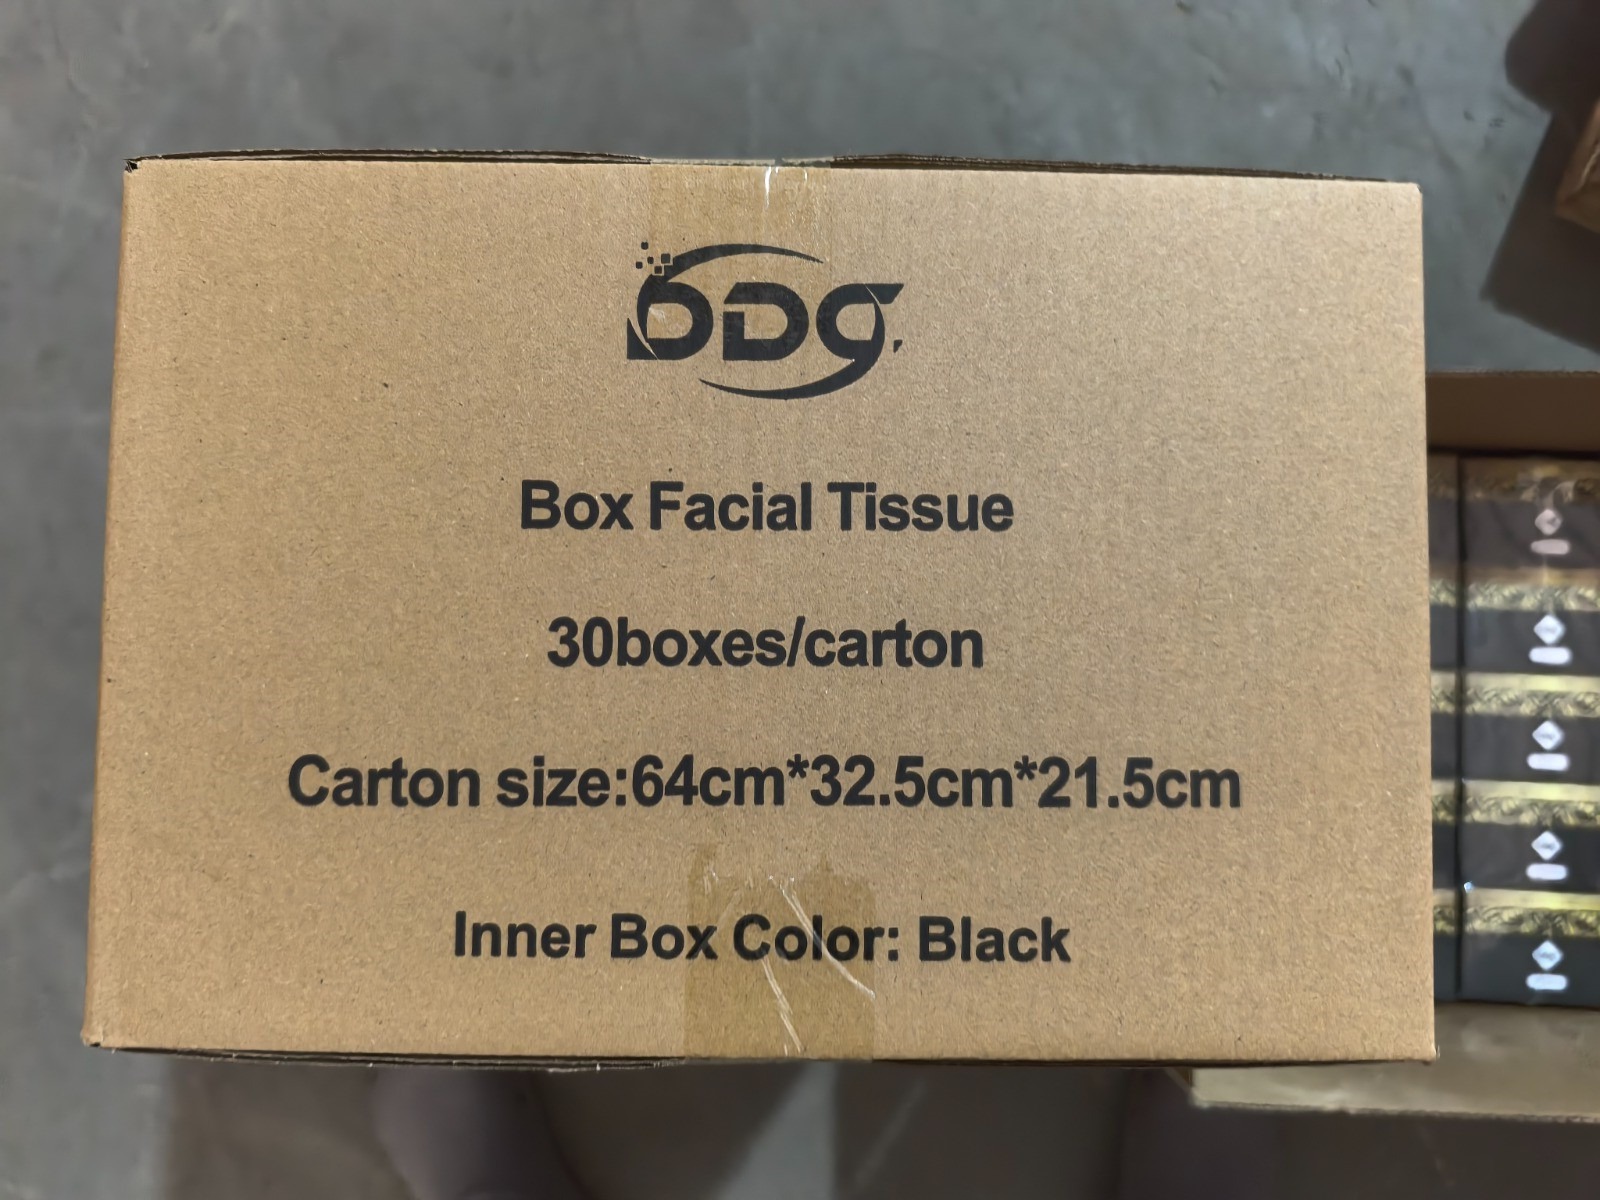 DDG
Box Facial Tissue
30boxes/carton
Carton size:64cm*32.5cm*21.5cm
Inner Box Color: Black